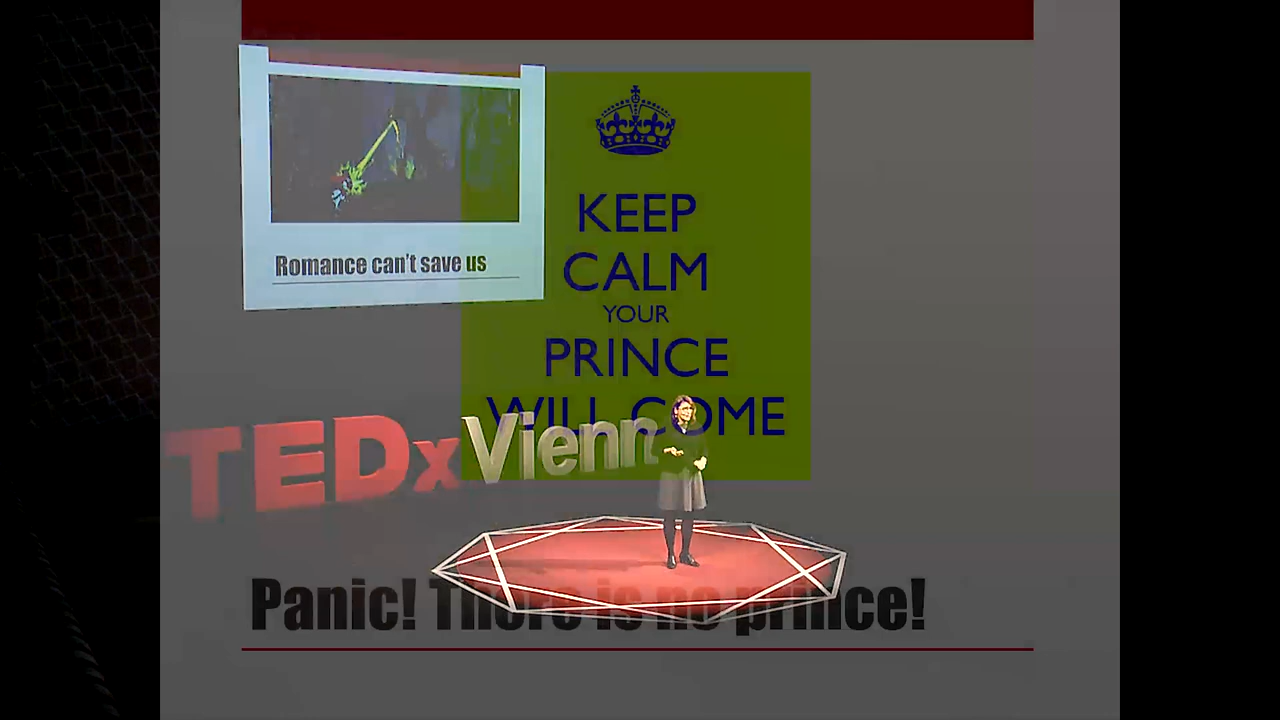 KEEP
CALM
YOUR
PRINCE
WILL COME
Romance can't save us
TEDxVienn
Panic! There is no prince!